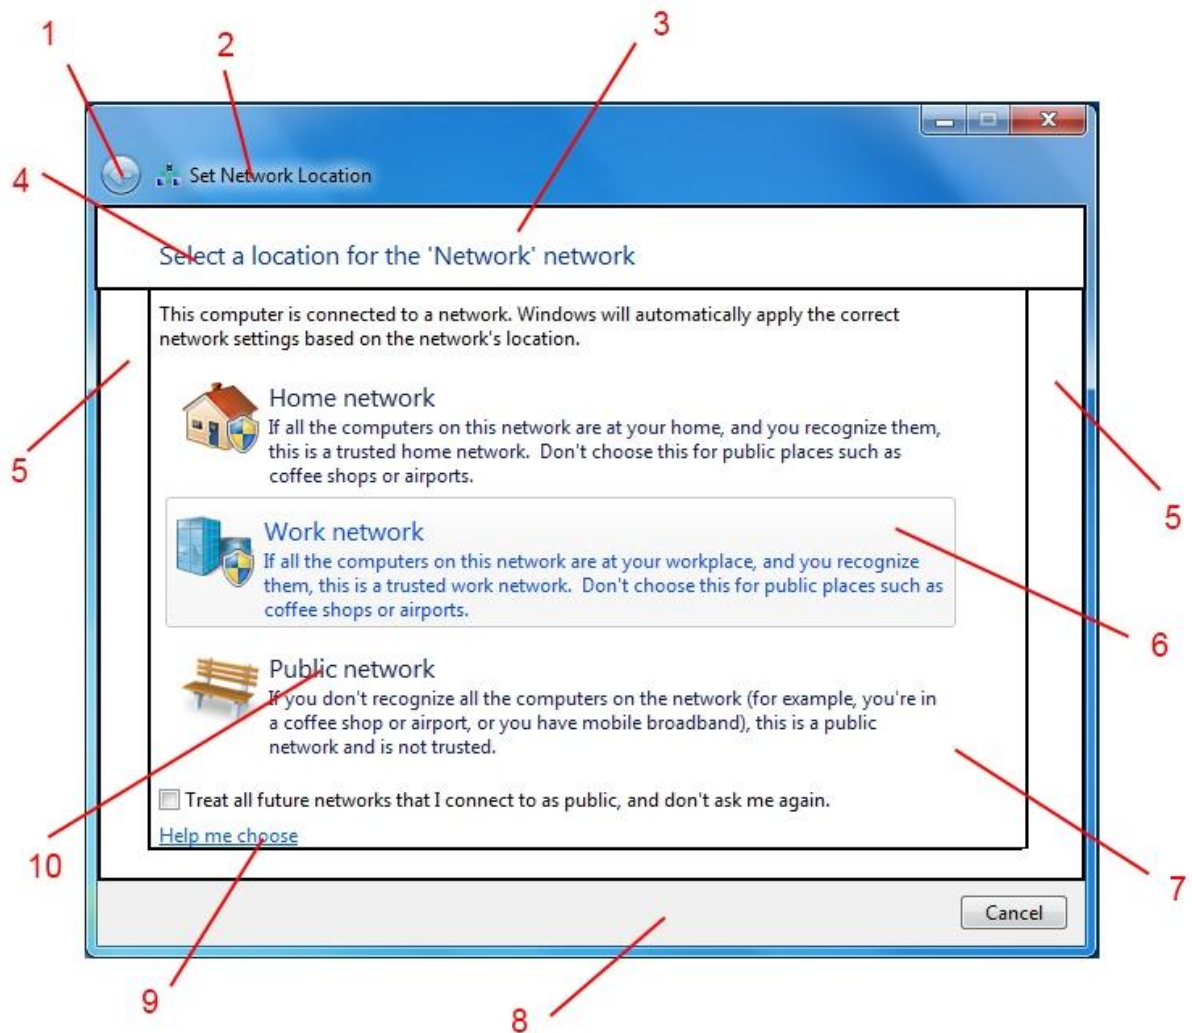 1
2
3
4
Set Network Location
Select a location for the 'Network' network
This computer is connected to a network. Windows will automatically apply the correct
network settings based on the network's location.
Home network
If all the computers on this network are at your home, and you recognize them,
this is a trusted home network.  Don't choose this for public places such as
coffee shops or airports.
5
5
Work network
If all the computers on this network are at your workplace, and you recognize
them, this is a trusted work network.  Don't choose this for public places such as
coffee shops or airports.
6
Public network
If you don't recognize all the computers on the network (for example, you're in
a coffee shop or airport, or you have mobile broadband), this is a public
network and is not trusted.
Treat all future networks that I connect to as public, and don't ask me again.
Help me choose
10
7
Cancel
9
8